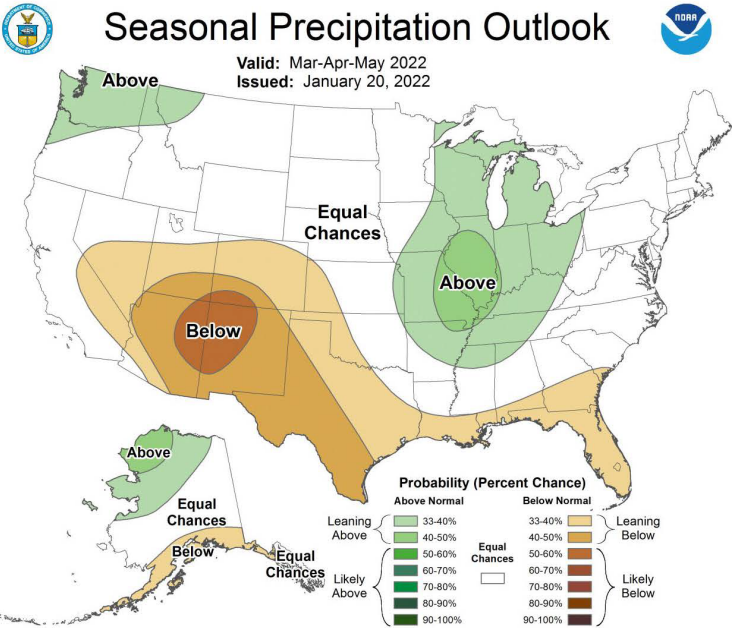 Seasonal Precipitation Outlook
Valid: Mar-Apr-May 2022
Issued: January 20, 2022
NOAA
Above
Equal
Chances
Above
Below
Above
Equal
Chances
Below
Equal
Chances
Probability (Percent Chance)
Above Normal
Below Normal
Leaning
Above
33-40%
40-50%
Likely
Above
50-60%
60-70%
70-80%
80-90%
90-100%
Equal
Chances
33-40%
40-50%
Leaning
Below
50-60%
60-70%
70-80%
80-90%
90-100%
Likely
Below